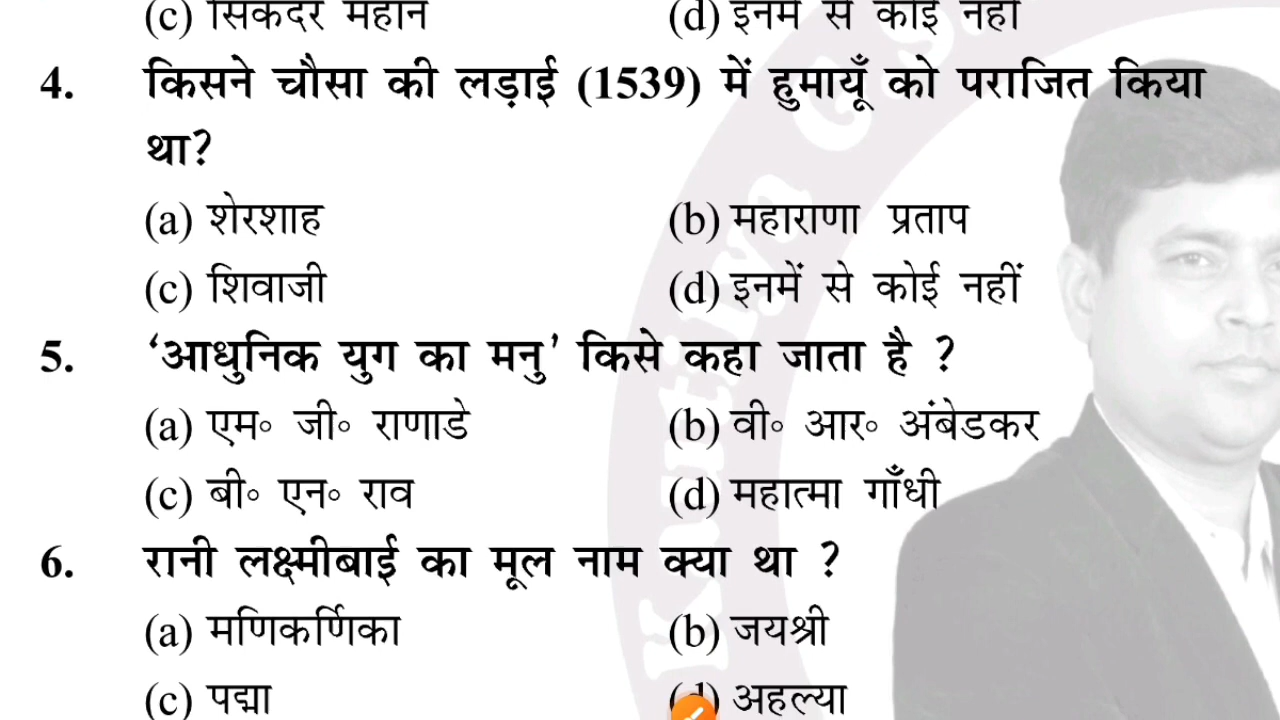 (c) सिकंदर महान (d) इनमें से कोई नहीं
4. किसने चौसा की लड़ाई (1539) में हुमायूँ को पराजित किया
था?
(a) शेरशाह (b) महाराणा प्रताप
(c) शिवाजी (d) इनमें से कोई नहीं
5. ‘आधुनिक युग का मनु’ किसे कहा जाता है ?
(a) एम॰ जी॰ राणाडे (b) वी॰ आर॰ अंबेडकर
(c) बी॰ एन॰ राव (d) महात्मा गाँधी
6. रानी लक्ष्मीबाई का मूल नाम क्या था ?
(a) मणिकर्णिका (b) जयश्री
(c) पद्मा (d) अहल्या